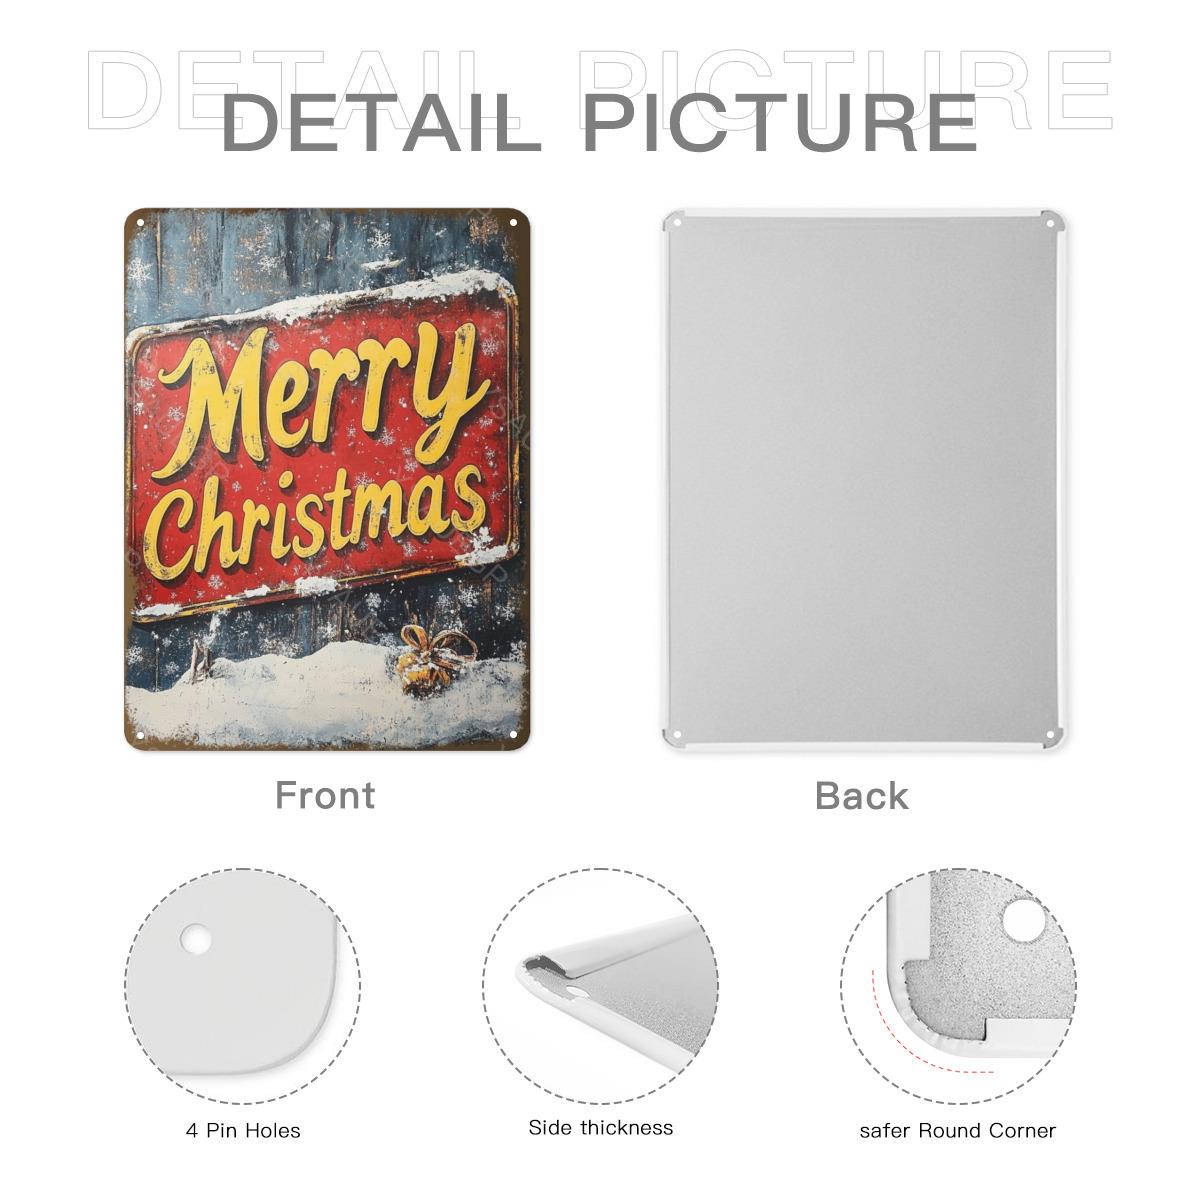 DETAIL PICTURE
DETAIL PICTURE
Merry
Christmas
Front
Back
4 Pin Holes
Side thickness
safer Round Corner